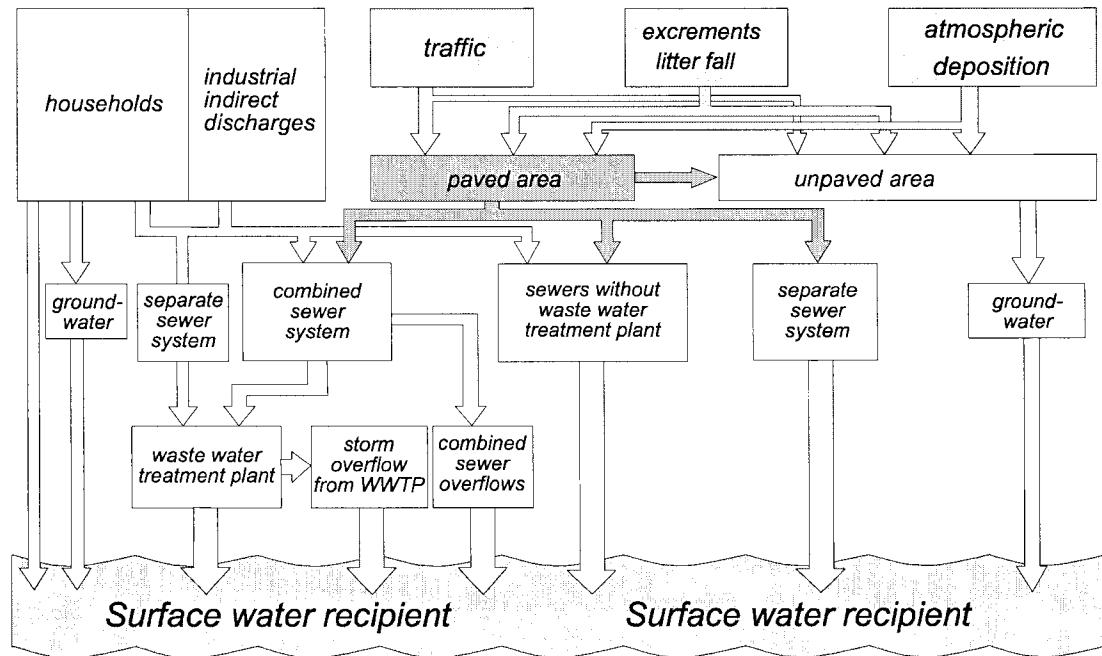 households
industrial
indirect
discharges
traffic
excrements
litter fall
atmospheric
deposition
paved area
unpaved area
ground-
water
separate
sewer
system
combined
sewer
system
sewers without
waste water
treatment plant
separate
sewer
system
ground-
water
waste water
treatment plant
storm
overflow
from WWTP
combined
sewer
overflows
Surface water recipient
Surface water recipient